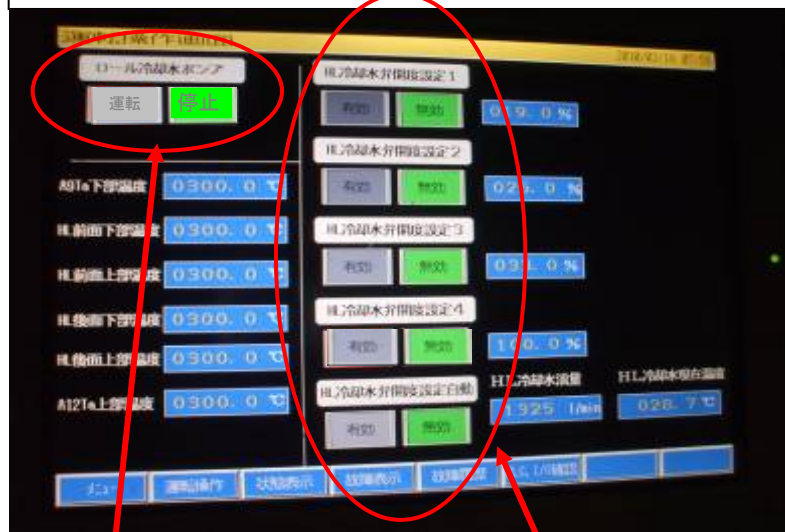 ロール冷却水ポンプ
運転 停止
HL冷却水弁開度設定1
有効 無効
HL冷却水弁開度設定2
有効 無効
HL冷却水弁開度設定3
有効 無効
HL冷却水弁開度設定4
有効 無効 100.0 %
HL冷却水弁開度設定自動
有効 無効
A9Ta下部温度 0300.0 ℃
HL前面下部温度 0300.0 ℃
HL前面上部温度 0300.0 ℃
HL後面下部温度 0300.0 ℃
HL後面上部温度 0300.0 ℃
A12Ta上部温度 0300.0 ℃
HL冷却水流量
1325 l/min
HL冷却水現在温度
028.7 ℃
メニュー 運転操作 状態表示 故障表示